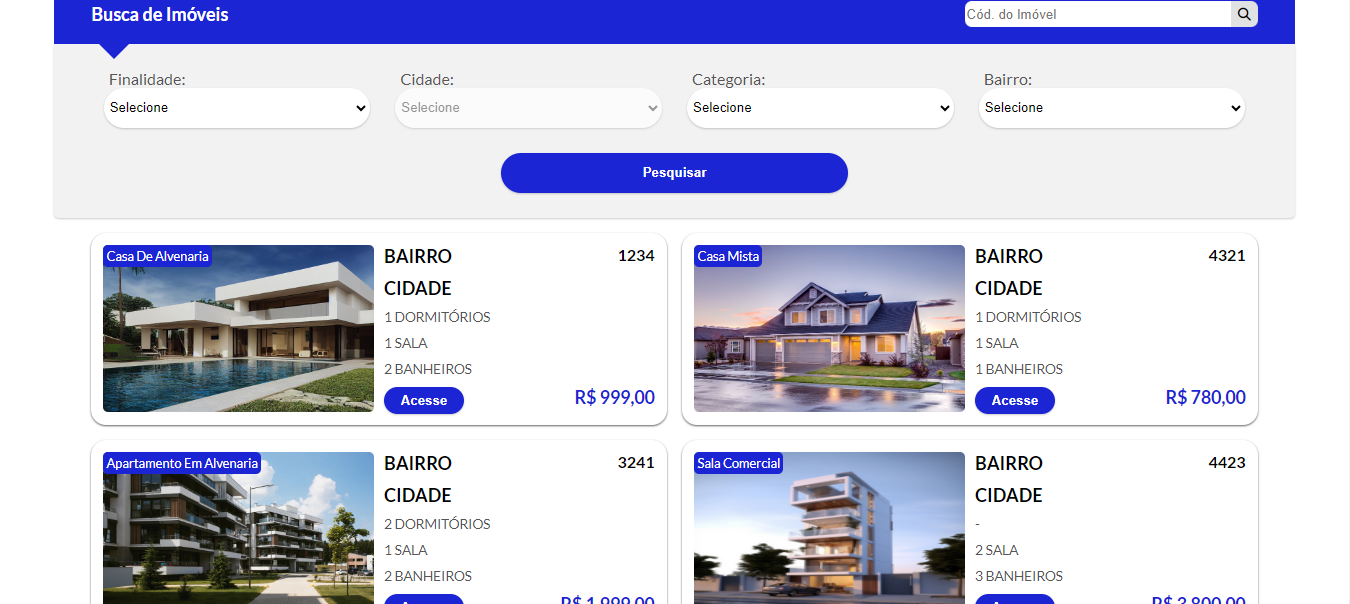 Busca de Imóveis
Cód. do Imóvel
Finalidade: Cidade: Categoria: Bairro:
Selecione Selecione Selecione Selecione
Pesquisar
Casa De Alvenaria
BAIRRO 1234
CIDADE
1 DORMITÓRIOS
1 SALA
2 BANHEIROS
Acesse R$ 999,00
Casa Mista
BAIRRO 4321
CIDADE
1 DORMITÓRIOS
1 SALA
1 BANHEIROS
Acesse R$ 780,00
Apartamento Em Alvenaria
BAIRRO 3241
CIDADE
2 DORMITÓRIOS
1 SALA
2 BANHEIROS
Acesse R$ 1.999,00
Sala Comercial
BAIRRO 4423
CIDADE
-
2 SALA
3 BANHEIROS
Acesse R$ 3.800,00